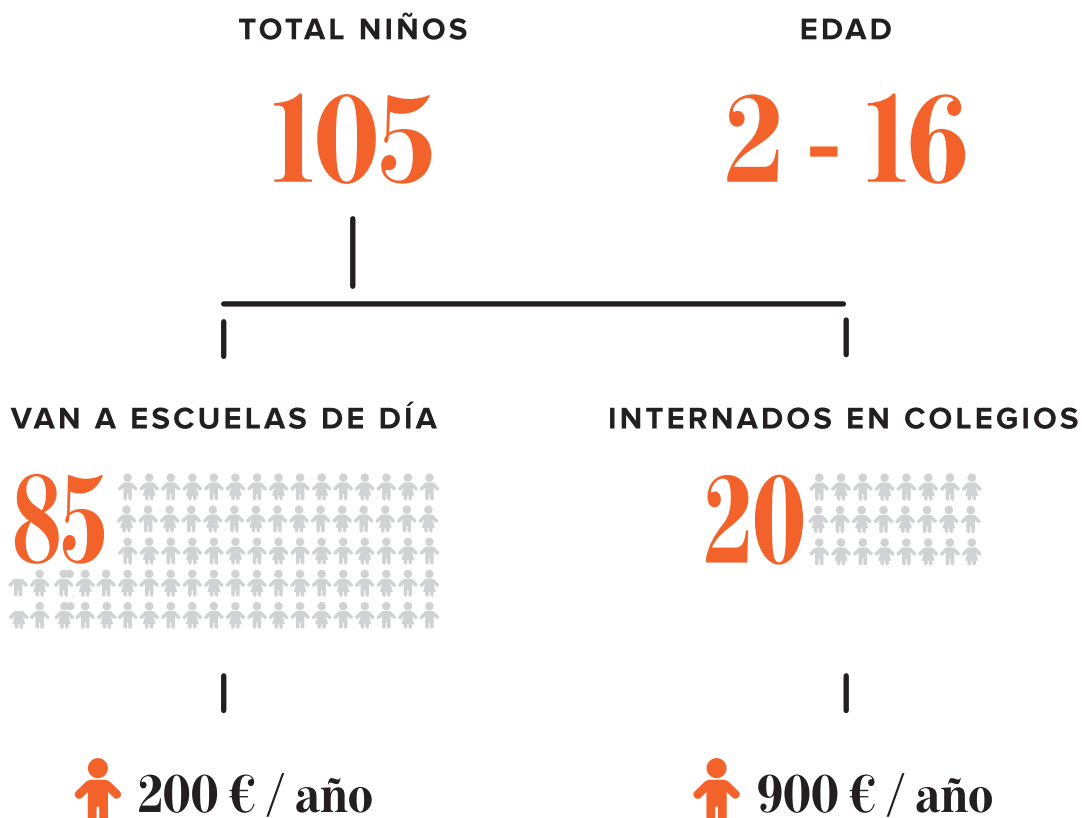 TOTAL NIÑOS
105
EDAD
2 - 16
VAN A ESCUELAS DE DÍA
85
INTERNADOS EN COLEGIOS
20
200 € / año
900 € / año